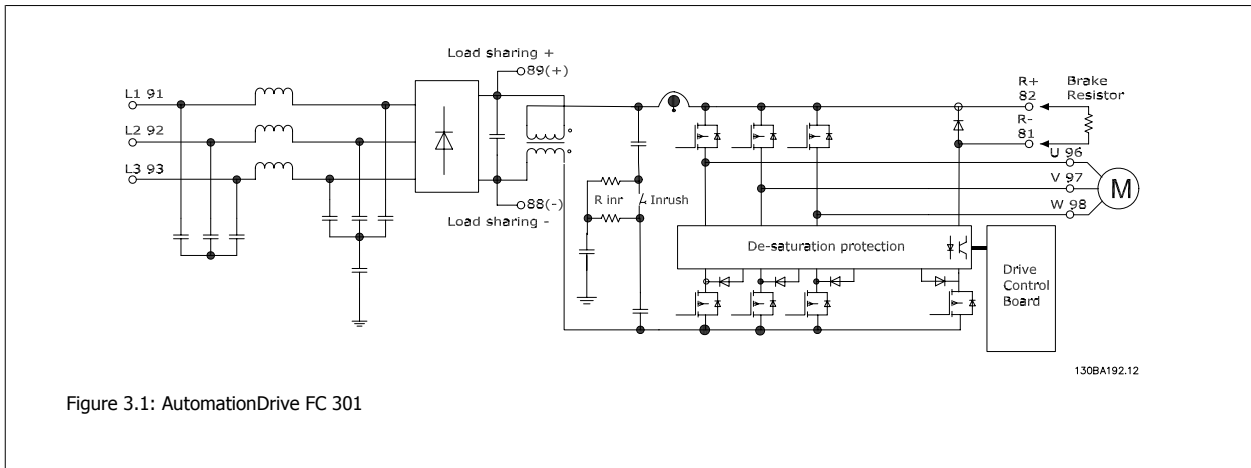 Load sharing +
89(+)
L1 91
L2 92
L3 93
88(-)
Load sharing -
R inr
Inrush
R+
82
Brake
Resistor
R-
81
U 96
V 97
W 98
M
De-saturation protection
Drive
Control
Board
130BA192.12
Figure 3.1: AutomationDrive FC 301